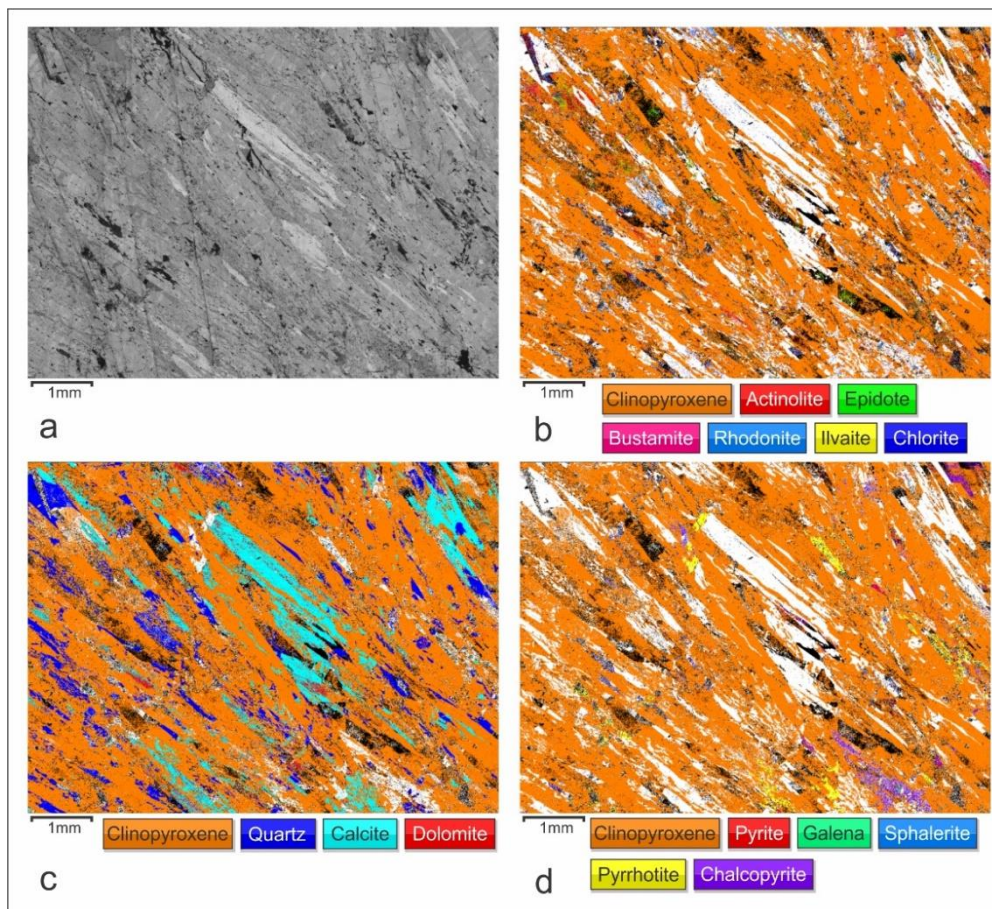 1mm
a
1mm
b
Clinopyroxene Actinolite Epidote
Bustamite Rhodonite Ilvaite Chlorite
1mm
c
Clinopyroxene Quartz Calcite Dolomite
1mm
d
Clinopyroxene Pyrite Galena Sphalerite
Pyrrhotite Chalcopyrite